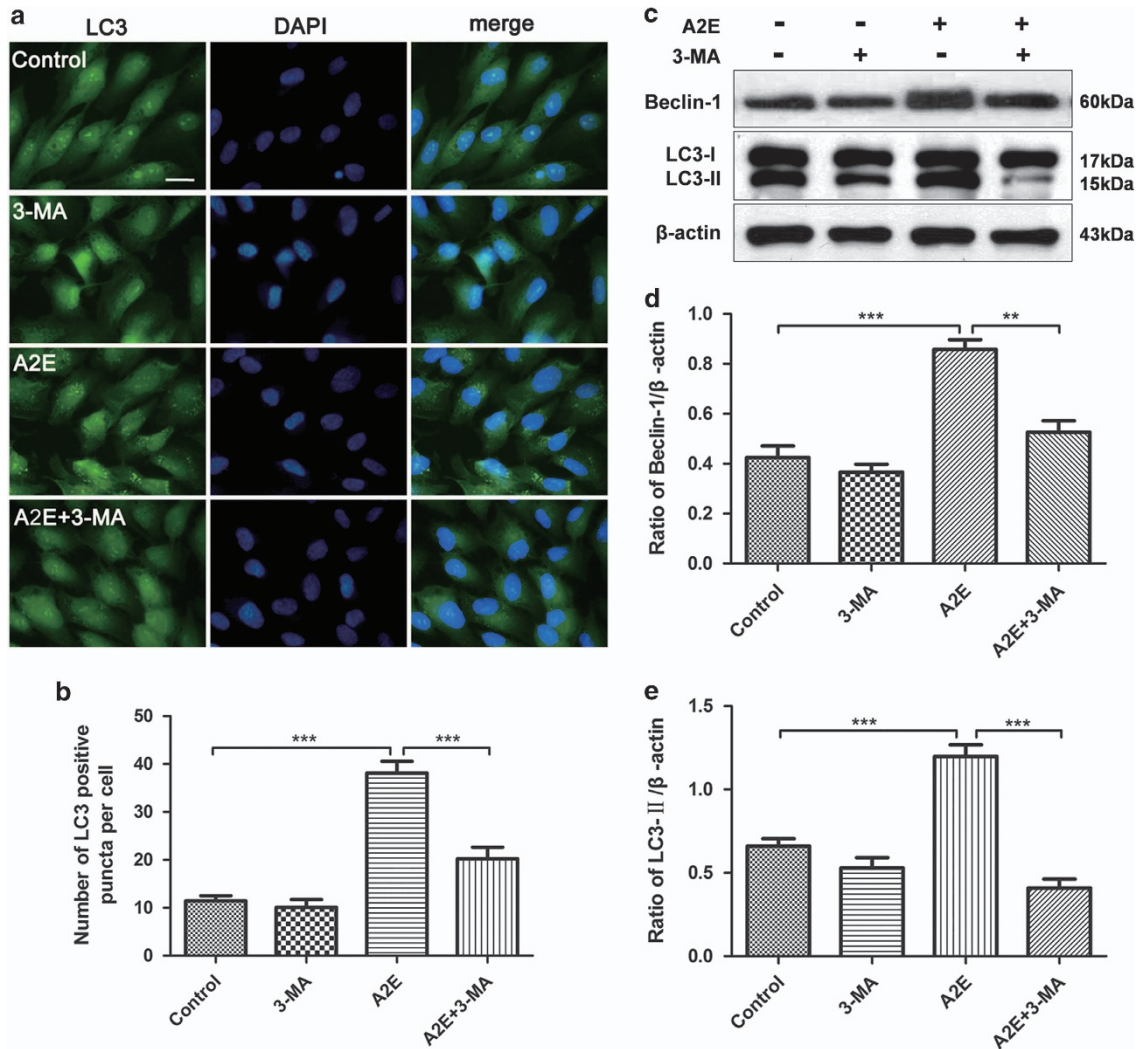 a
LC3 DAPI merge
Control
3-MA
A2E
A2E+3-MA
b
Number of LC3 positive
puncta per cell
50
40
30
20
10
0
*** ***
Control 3-MA A2E A2E+3-MA
c
A2E - - + +
3-MA - + - +
Beclin-1 60kDa
LC3-I 17kDa
LC3-II 15kDa
β-actin 43kDa
d
Ratio of Beclin-1/β -actin
1.0
0.8
0.6
0.4
0.2
0.0
*** **
Control 3-MA A2E A2E+3-MA
e
Ratio of LC3- II /β -actin
1.5
1.0
0.5
0.0
*** ***
Control 3-MA A2E A2E+3-MA